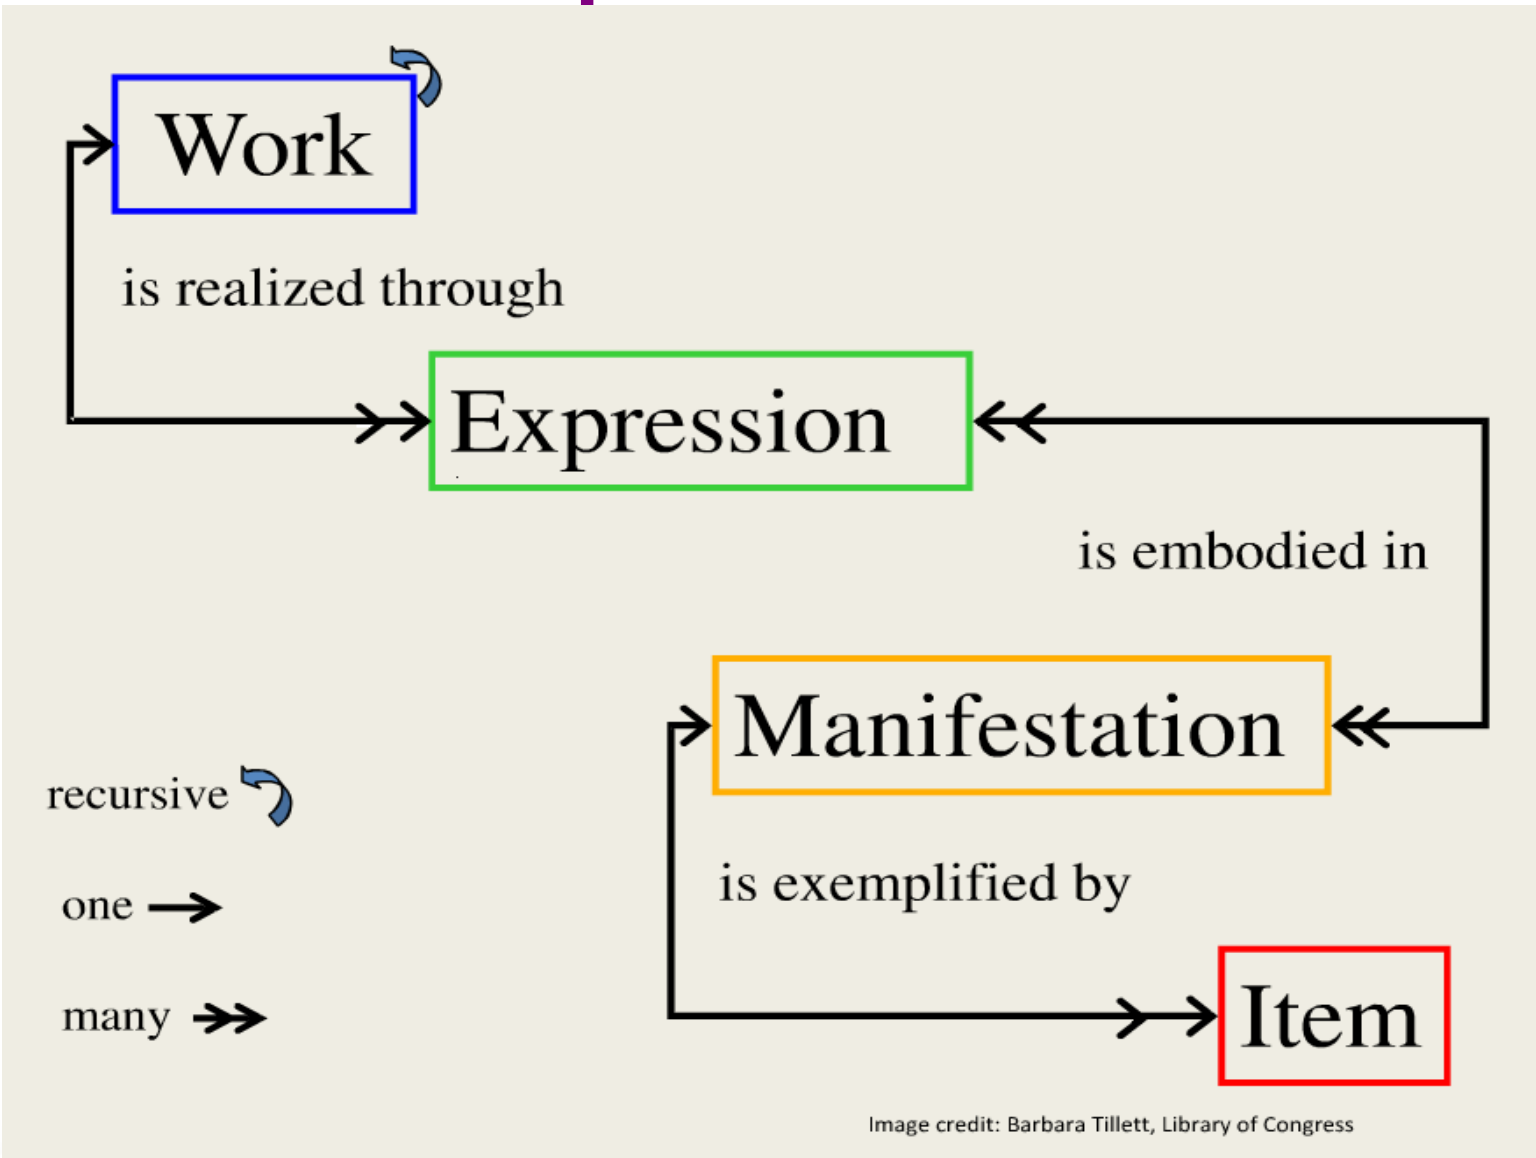 Work
is realized through
Expression
is embodied in
Manifestation
recursive
is exemplified by
one
many
Item
Image credit: Barbara Tillett, Library of Congress